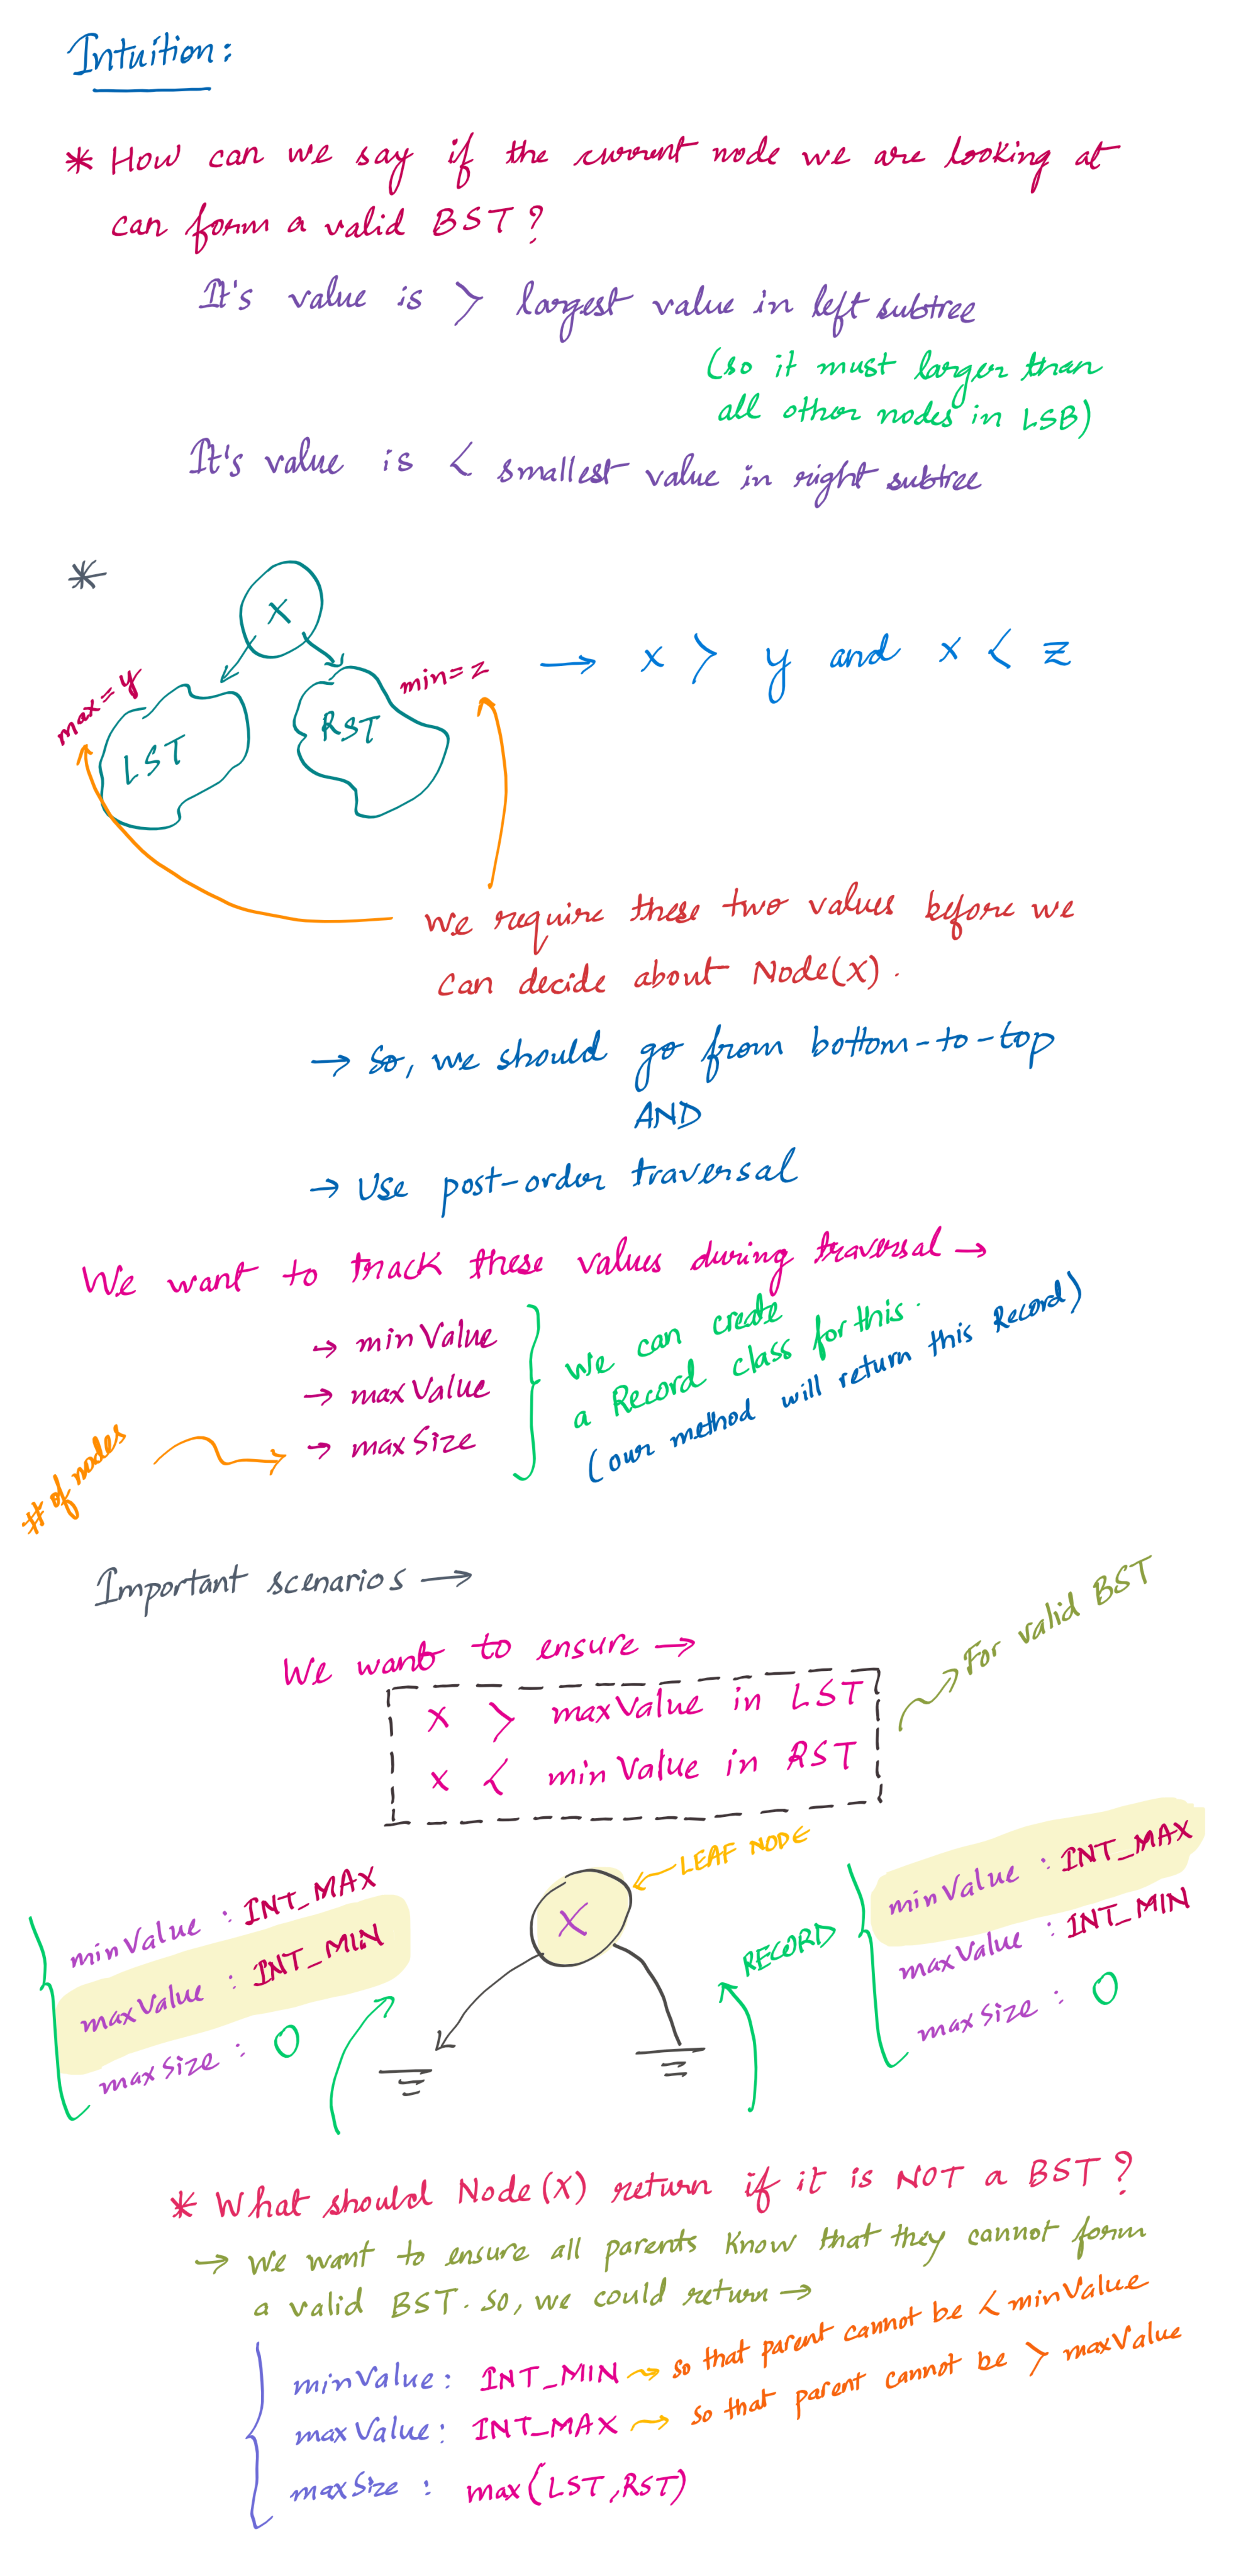 Intuition:
* How can we say if the current node we are looking at
can form a valid BST?
It's value is > largest value in left subtree
(so it must larger than
all other nodes in LSB)
It's value is < smallest value in right subtree
*
X
max=y
min=z
→ x > y and x < z
LST
RST
We require these two values before we
can decide about Node(X).
→ So, we should go from bottom-to-top
AND
→ Use post-order traversal
We want to track these values during traversal →
→ minValue
→ maxValue
→ maxSize
We can create
a Record class for this.
(our method will return this Record)
# of nodes
Important scenarios →
For valid BST
We want to ensure →
X > maxValue in LST
X < minValue in RST
LEAF NODE
minValue : INT_MAX
maxValue : INT_MIN
maxSize : 0
X
RECORD
minValue : INT_MAX
maxValue : INT_MIN
maxSize : 0
* What should Node(X) return if it is NOT a BST?
→ We want to ensure all parents know that they cannot form
a valid BST. So, we could return →
minValue: INT_MIN → so that parent cannot be < minValue
maxValue: INT_MAX → so that parent cannot be > maxValue
maxSize : max(LST,RST)